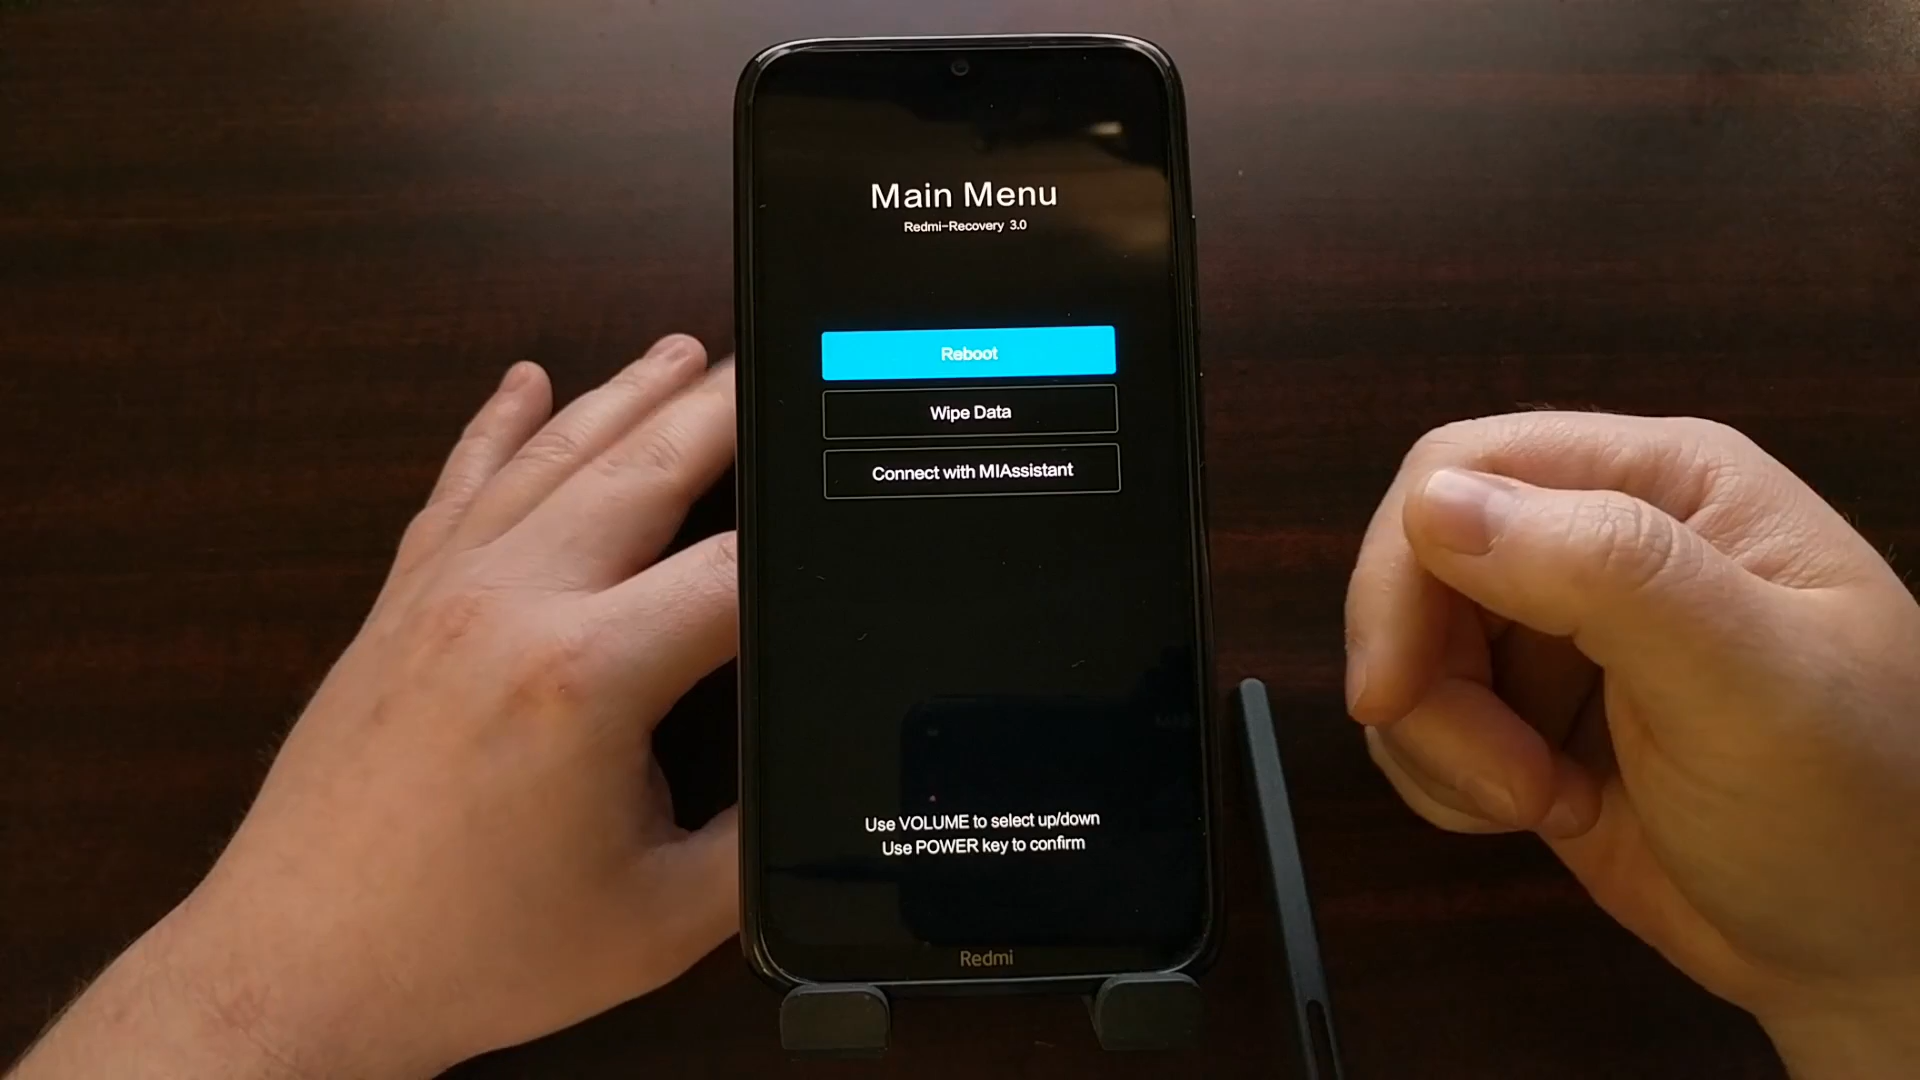 Main Menu
Redmi-Recovery 3.0
Reboot
Wipe Data
Connect with MIAssistant
Use VOLUME to select up/down
Use POWER key to confirm
Redmi